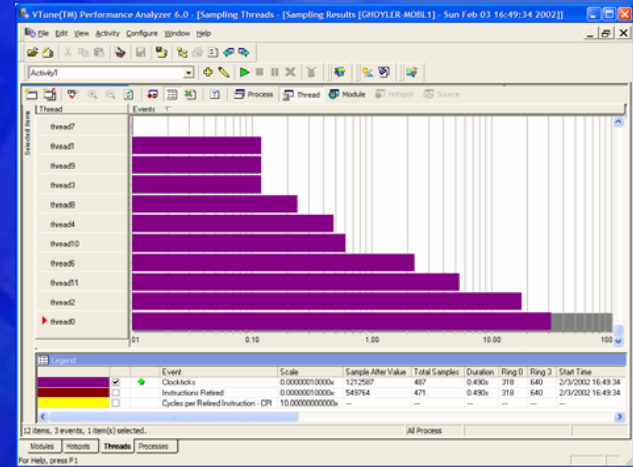 VTune(TM) Performance Analyzer 6.0 - [Sampling Threads - [Sampling Results [GHOYLER-MOBL1] - Sun Feb 03 16:49:34 2002]]
File Edit View Activity Configure Window Help
Activity1
Process Thread Module Hotspot Source
Thread Events
Selected items
thread7
thread1
thread9
thread3
thread8
thread4
thread10
thread6
thread11
thread2
thread0
.01 0.10 1.00 10.00 100
Legend
Event Scale Sample After Value Total Samples Duration Ring 0 Ring 3 Start Time
Clockticks 0.00000010000x 1212587 487 0.490s 318 640 2/3/2002 16:49:34
Instructions Retired 0.00000010000x 549764 471 0.490s 318 640 2/3/2002 16:49:34
Cycles per Retired Instruction - CPI 10.00000000000x -- -- -- -- -- --
12 items, 3 events, 1 item(s) selected. All Process
Modules Hotspots Threads Processes
For Help, press F1